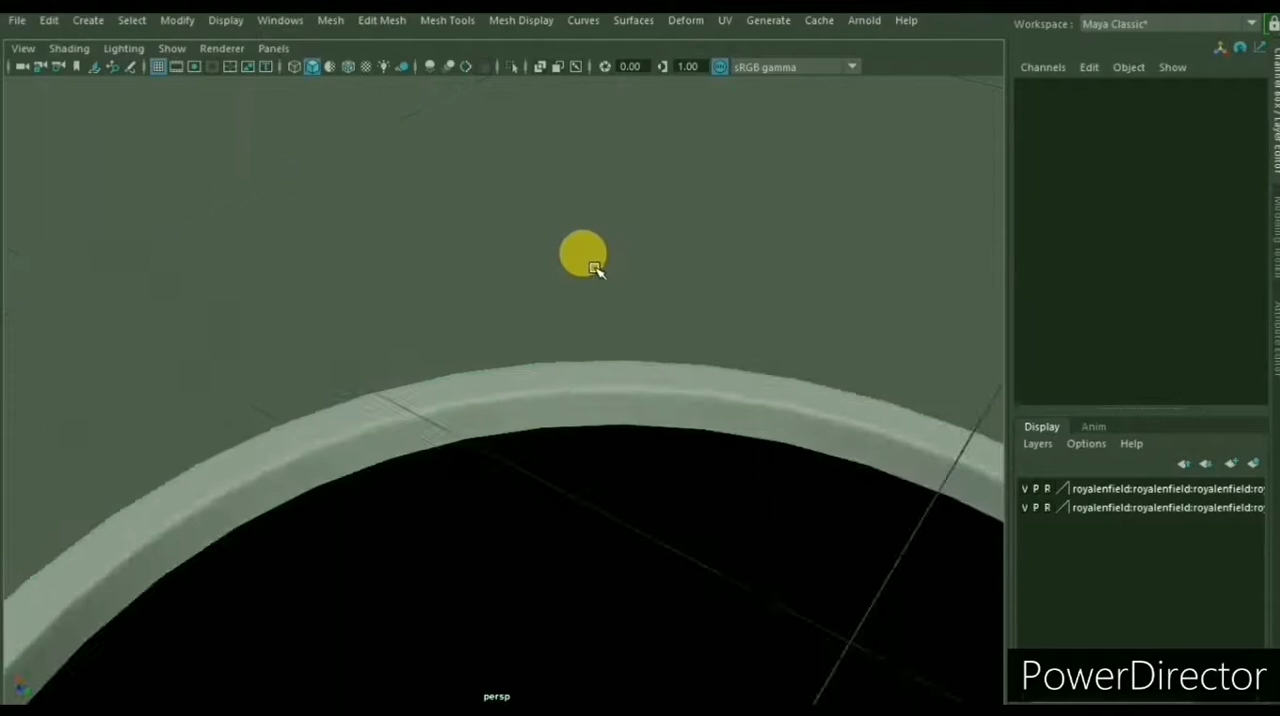 File Edit Create Select Modify Display Windows Mesh Edit Mesh Mesh Tools Mesh Display Curves Surfaces Deform UV Generate Cache Arnold Help
Workspace : Maya Classic*
View Shading Lighting Show Renderer Panels
0.00 1.00 sRGB gamma
Channels Edit Object Show
Display Anim
Layers Options Help
V P R royalenfield:royalenfield:royalenfield:ro
V P R royalenfield:royalenfield:royalenfield:ro
persp
PowerDirector